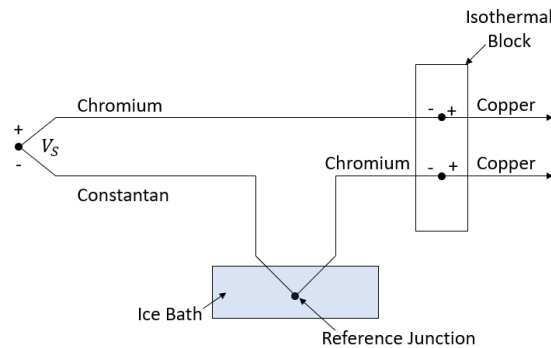 Isothermal
Block
Chromium
- +
Copper
+
V_S
-
Chromium
- +
Copper
Constantan
Ice Bath
Reference Junction